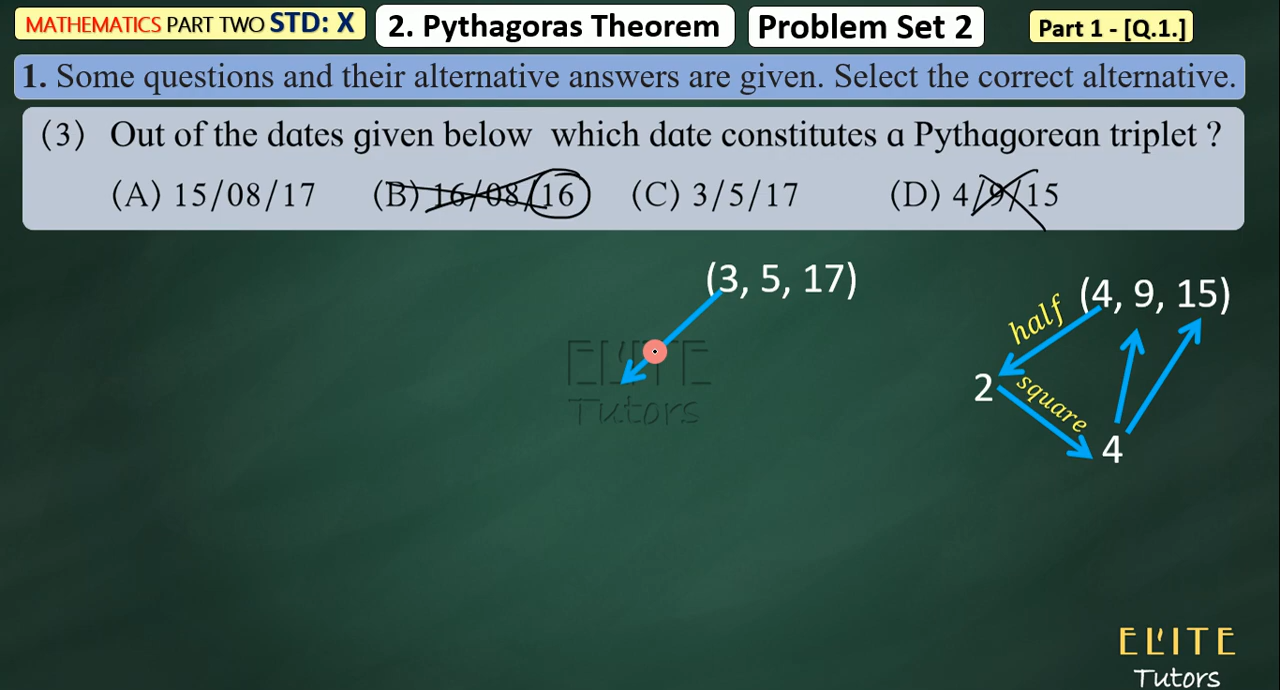 MATHEMATICS PART TWO STD: X
2. Pythagoras Theorem
Problem Set 2
Part 1 - [Q.1.]
1. Some questions and their alternative answers are given. Select the correct alternative.
(3) Out of the dates given below which date constitutes a Pythagorean triplet ?
(A) 15/08/17 (B) 16/08/16 (C) 3/5/17 (D) 4/9/15
(3, 5, 17)
(4, 9, 15)
half
2
square
4
ELITE
Tutors
ELITE
Tutors